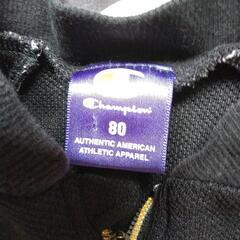 Champion
80
AUTHENTIC AMERICAN
ATHLETIC APPAREL